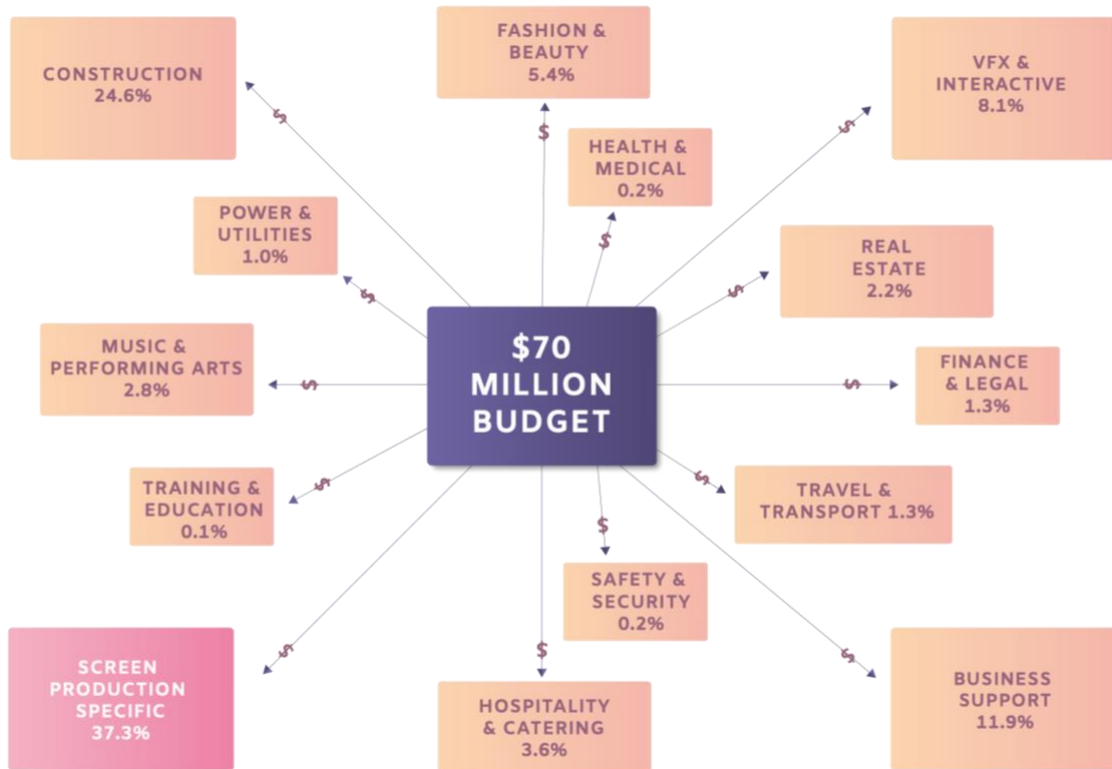 CONSTRUCTION
24.6%
FASHION &
BEAUTY
5.4%
VFX &
INTERACTIVE
8.1%
HEALTH &
MEDICAL
0.2%
POWER &
UTILITIES
1.0%
REAL
ESTATE
2.2%
MUSIC &
PERFORMING ARTS
2.8%
$70
MILLION
BUDGET
FINANCE
& LEGAL
1.3%
TRAINING &
EDUCATION
0.1%
TRAVEL &
TRANSPORT 1.3%
SAFETY &
SECURITY
0.2%
SCREEN
PRODUCTION
SPECIFIC
37.3%
HOSPITALITY
& CATERING
3.6%
BUSINESS
SUPPORT
11.9%
$
$
$
$
$
$
$
$
$
$
$
$
$
$